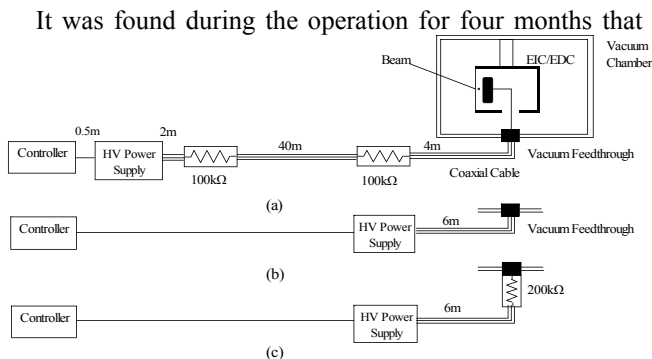 It was found during the operation for four months that
Vacuum
Chamber
EIC/EDC
Beam
0.5m
2m
40m
4m
Controller
HV Power
Supply
100kΩ
100kΩ
Coaxial Cable
Vacuum Feedthrough
(a)
6m
Controller
HV Power
Supply
Vacuum Feedthrough
(b)
200kΩ
6m
Controller
HV Power
Supply
(c)